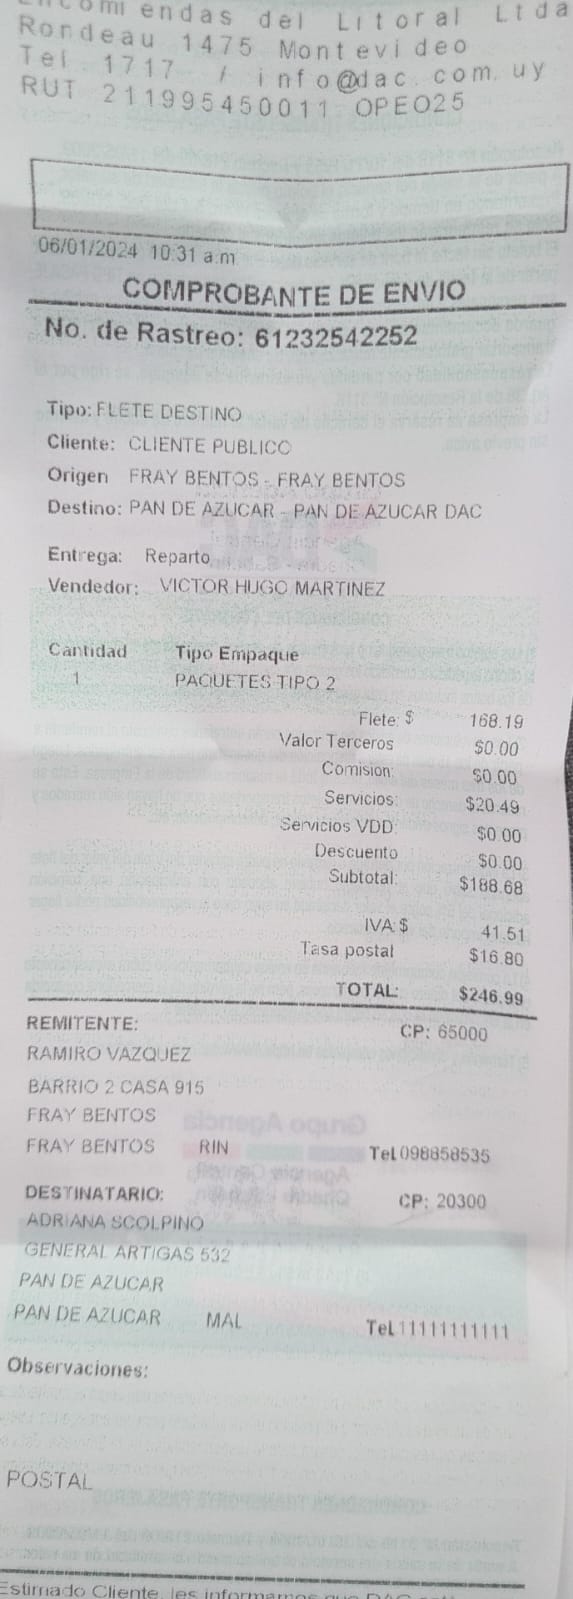 Encomiendas del Litoral Ltda
Rondeau 1475 Montevideo
Tel. 1717 / info@dac.com.uy
RUT 211995450011 OPEO25
06/01/2024 10:31 a.m.
COMPROBANTE DE ENVIO
No. de Rastreo: 61232542252
Tipo: FLETE DESTINO
Cliente: CLIENTE PUBLICO
Origen FRAY BENTOS - FRAY BENTOS
Destino: PAN DE AZUCAR - PAN DE AZUCAR DAC
Entrega: Reparto
Vendedor: VICTOR HUGO MARTINEZ
Cantidad Tipo Empaque
1 PAQUETES TIPO 2
Flete: $ 168.19
Valor Terceros $0.00
Comision: $0.00
Servicios: $20.49
Servicios VDD: $0.00
Descuento $0.00
Subtotal: $188.68
IVA: $ 41.51
Tasa postal $16.80
TOTAL: $246.99
REMITENTE: CP: 65000
RAMIRO VAZQUEZ
BARRIO 2 CASA 915
FRAY BENTOS
FRAY BENTOS RIN Tel. 098858535
DESTINATARIO: CP: 20300
ADRIANA SCOLPINO
GENERAL ARTIGAS 532
PAN DE AZUCAR
PAN DE AZUCAR MAL Tel. 11111111111
Observaciones:
POSTAL
Estimado Cliente, les informamos que DAC